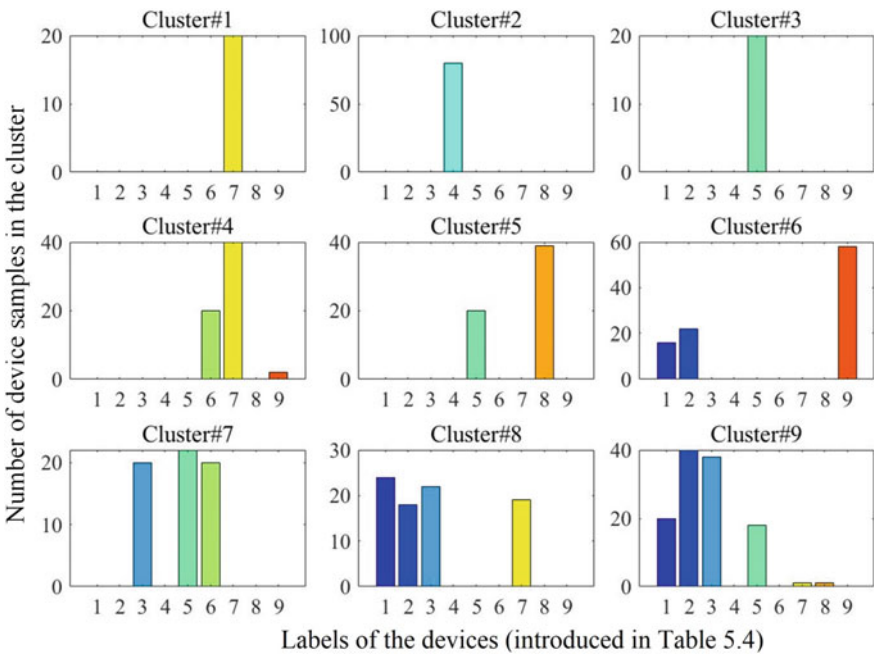 Cluster#1
Cluster#2
Cluster#3
20
10
0
100
50
0
20
10
0
1 2 3 4 5 6 7 8 9
1 2 3 4 5 6 7 8 9
1 2 3 4 5 6 7 8 9
Cluster#4
Cluster#5
Cluster#6
40
20
0
40
20
0
60
40
20
0
1 2 3 4 5 6 7 8 9
1 2 3 4 5 6 7 8 9
1 2 3 4 5 6 7 8 9
Cluster#7
Cluster#8
Cluster#9
20
10
0
30
20
10
0
40
20
0
1 2 3 4 5 6 7 8 9
1 2 3 4 5 6 7 8 9
1 2 3 4 5 6 7 8 9
Number of device samples in the cluster
Labels of the devices (introduced in Table 5.4)